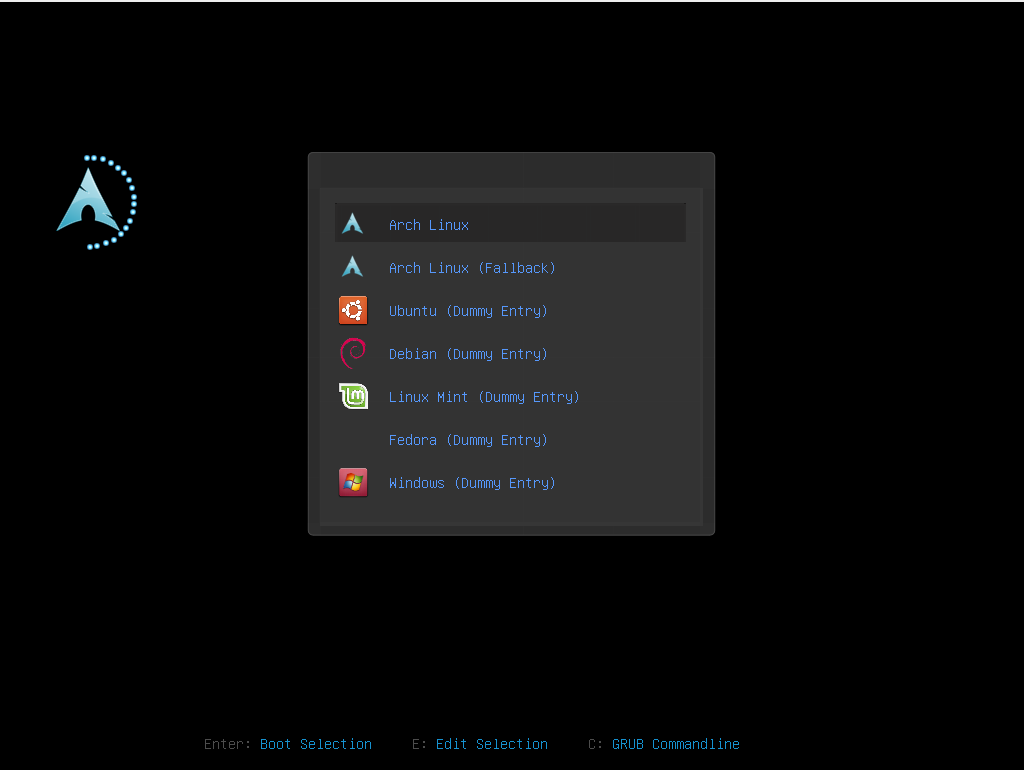 Arch Linux
Arch Linux (Fallback)
Ubuntu (Dummy Entry)
Debian (Dummy Entry)
Linux Mint (Dummy Entry)
Fedora (Dummy Entry)
Windows (Dummy Entry)
Enter: Boot Selection E: Edit Selection C: GRUB Commandline